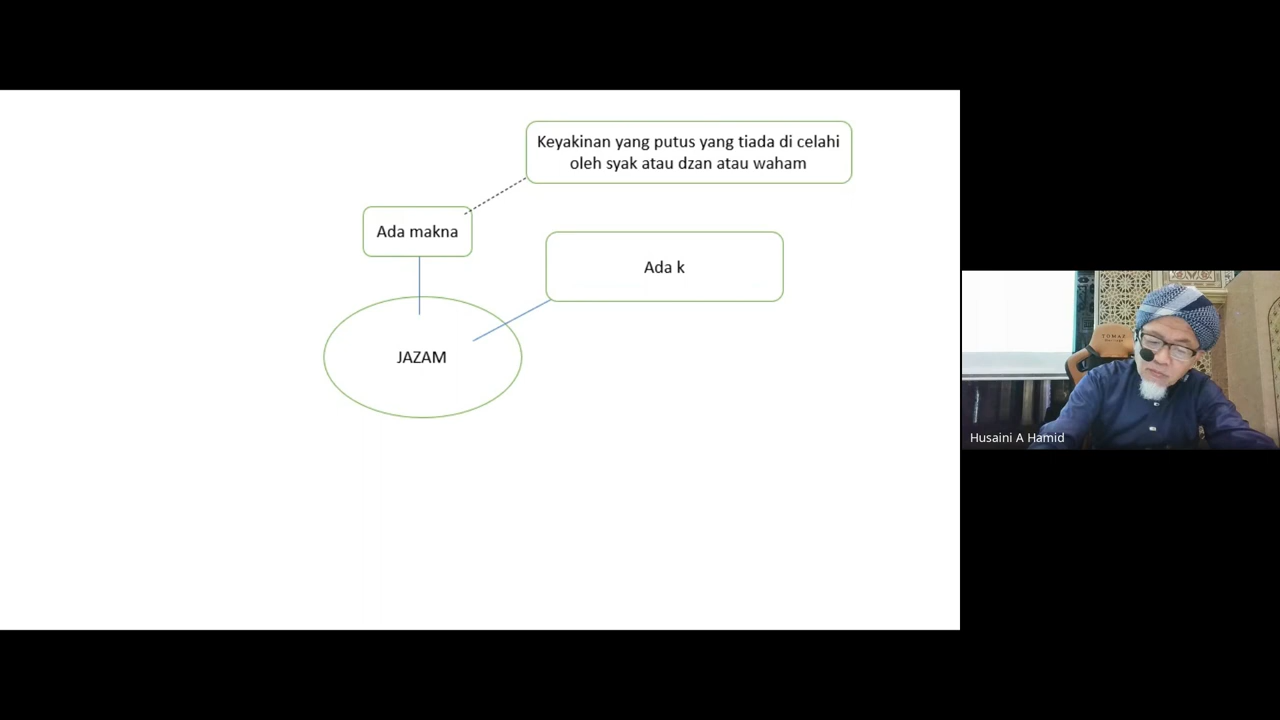 Keyakinan yang putus yang tiada di celahi
oleh syak atau dzan atau waham
Ada makna
Ada k
JAZAM
TOMAZ
Husaini A Hamid